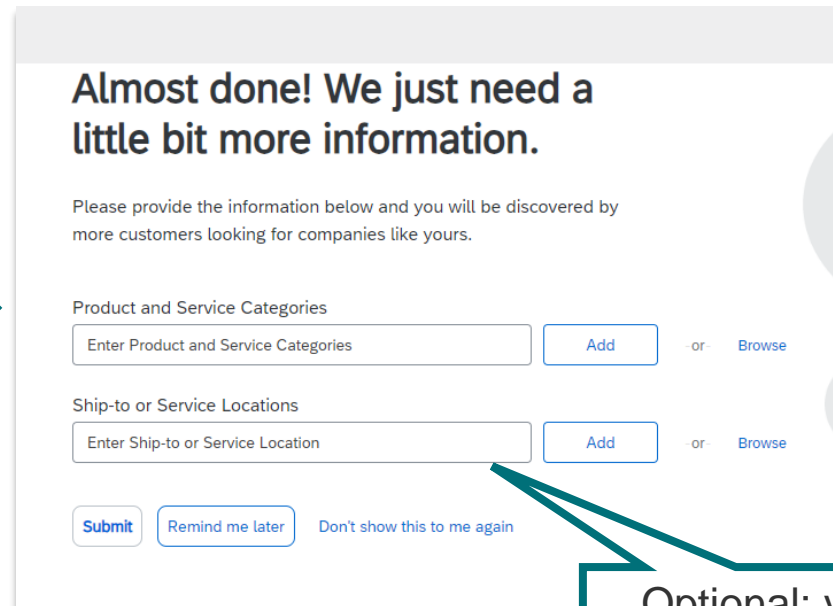 Almost done! We just need a
little bit more information.
Please provide the information below and you will be discovered by
more customers looking for companies like yours.
Product and Service Categories
Enter Product and Service Categories
Add
-or-
Browse
Ship-to or Service Locations
Enter Ship-to or Service Location
Add
-or-
Browse
Submit
Remind me later
Don't show this to me again
Optional: